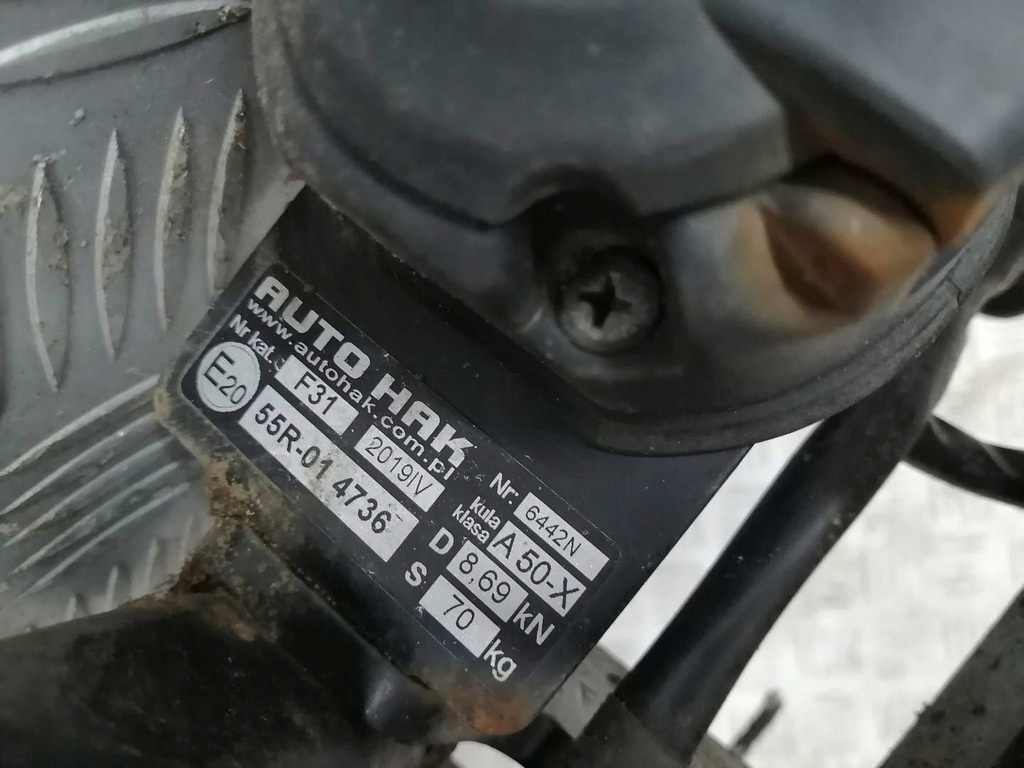 AUTO HAK
www.autohak.com.pl
Nr kat. F31 2019IV Nr: 6442N
E20 55R-01 4736 kula klasa A 50-X
D 8,69 kN
S 70 kg